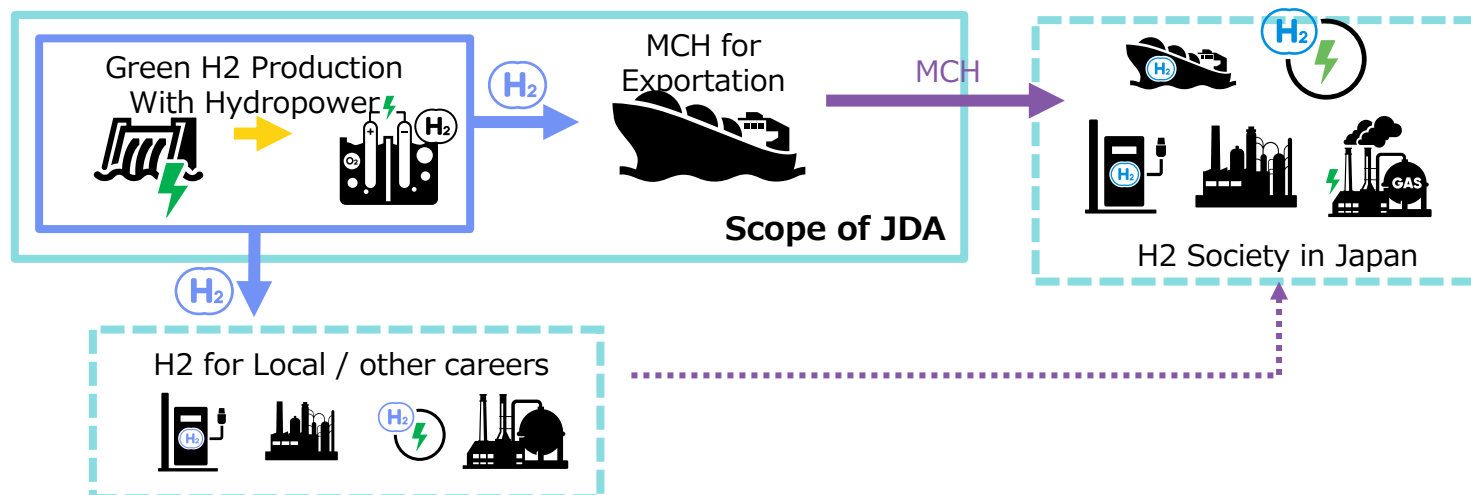 Green H2 Production
With Hydropower
+
−
O2
H2
H2
MCH for
Exportation
Scope of JDA
MCH
H2
H2
H2
GAS
H2 Society in Japan
H2
H2 for Local / other careers
H2
H2